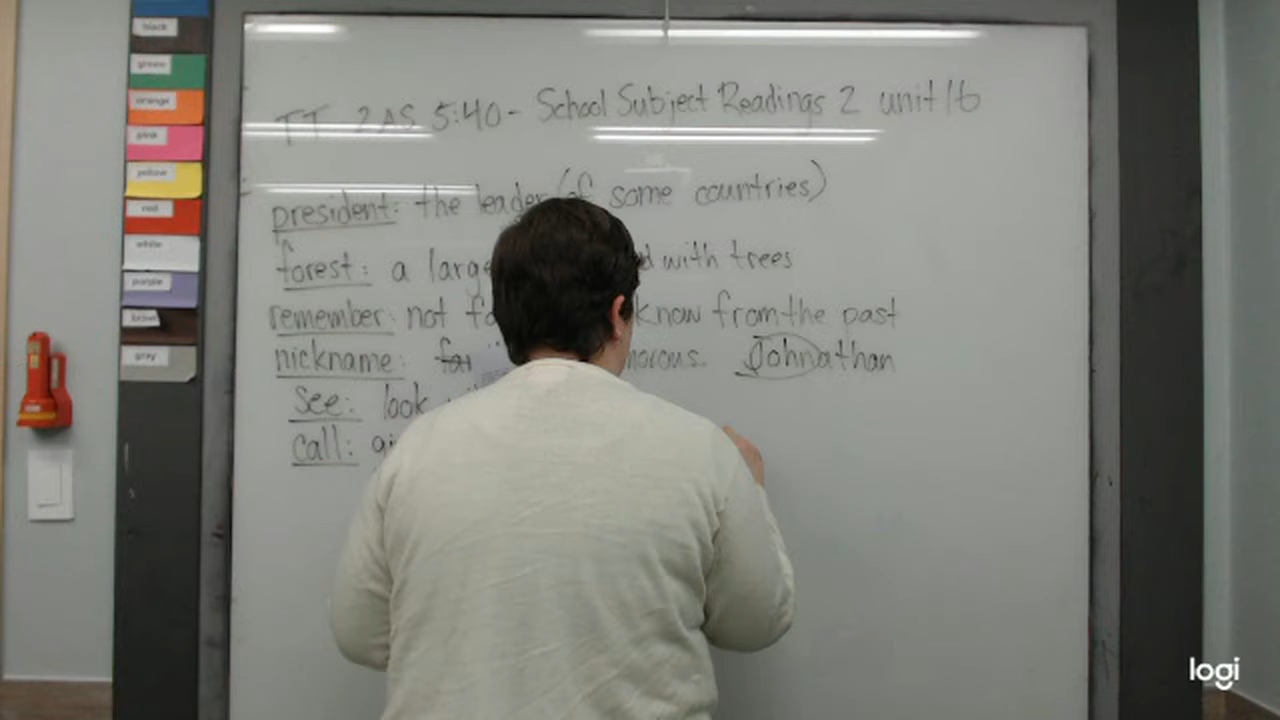 black
green
orange
pink
yellow
red
white
purple
brown
gray
TT 2AS 5:40- School Subject Readings 2 unit 16
president: the leader (of some countries)
forest: a large with trees
remember: not know from the past
nickname: Johnathan
see: look
call:
logi